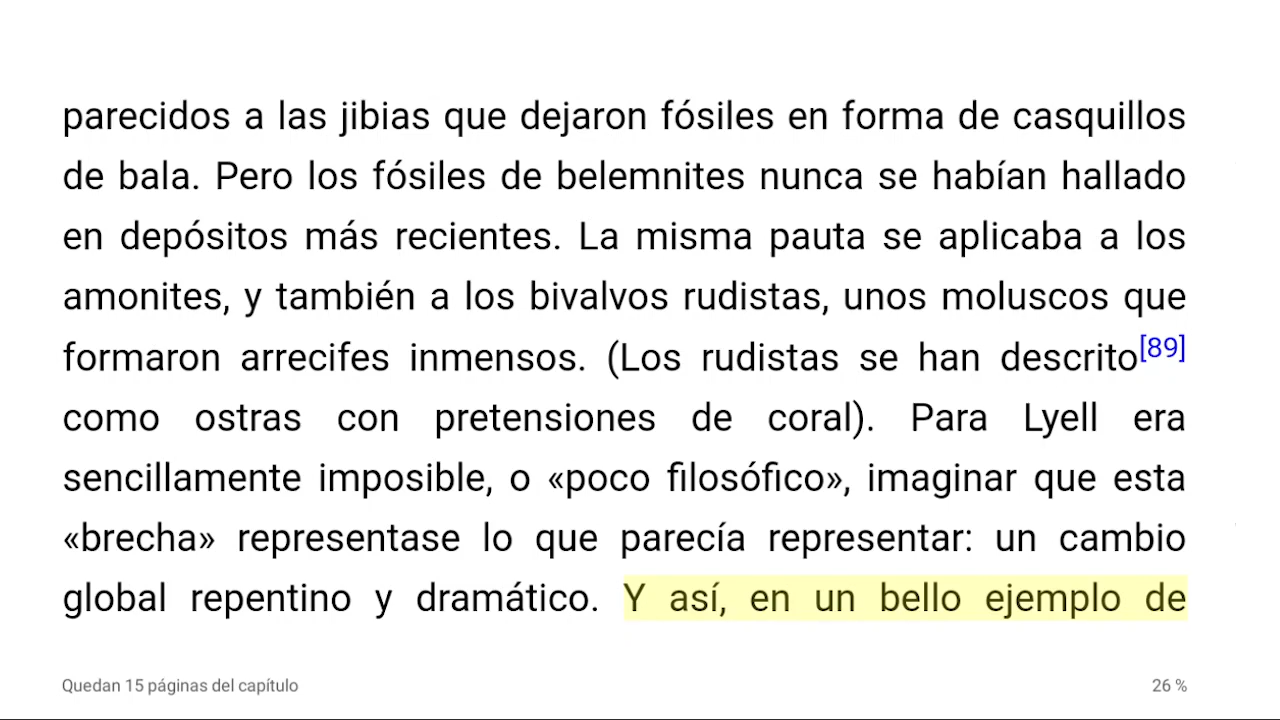 parecidos a las jibias que dejaron fósiles en forma de casquillos
de bala. Pero los fósiles de belemnites nunca se habían hallado
en depósitos más recientes. La misma pauta se aplicaba a los
amonites, y también a los bivalvos rudistas, unos moluscos que
formaron arrecifes inmensos. (Los rudistas se han descrito[89]
como ostras con pretensiones de coral). Para Lyell era
sencillamente imposible, o «poco filosófico», imaginar que esta
«brecha» representase lo que parecía representar: un cambio
global repentino y dramático. Y así, en un bello ejemplo de
Quedan 15 páginas del capítulo
26 %